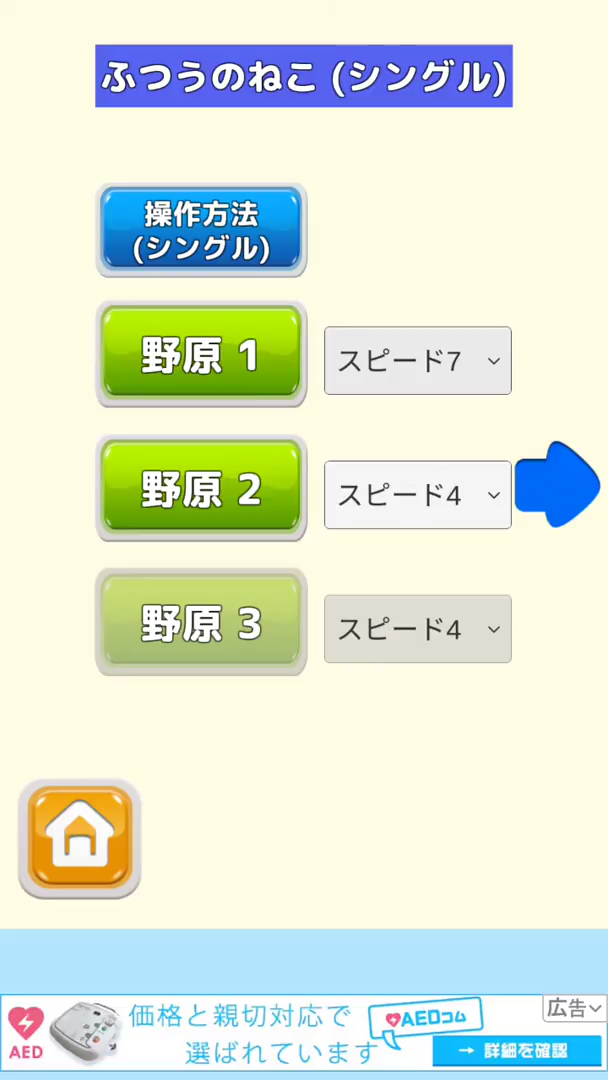 ふつうのねこ (シングル)
操作方法
(シングル)
野原 1
スピード7
野原 2
スピード4
野原 3
スピード4
広告
価格と親切対応で
選ばれています
AEDコム
AED
→ 詳細を確認